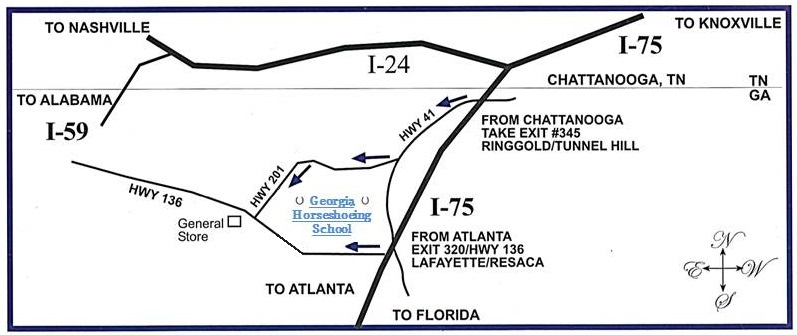 TO NASHVILLE
TO KNOXVILLE
I-75
I-24
CHATTANOOGA, TN
TN
GA
TO ALABAMA
I-59
HWY 41
FROM CHATTANOOGA
TAKE EXIT #345
RINGGOLD/TUNNEL HILL
HWY 201
HWY 136
Georgia
Horseshoeing
School
I-75
General
Store
FROM ATLANTA
EXIT 320/HWY 136
LAFAYETTE/RESACA
N
E
W
S
TO ATLANTA
TO FLORIDA